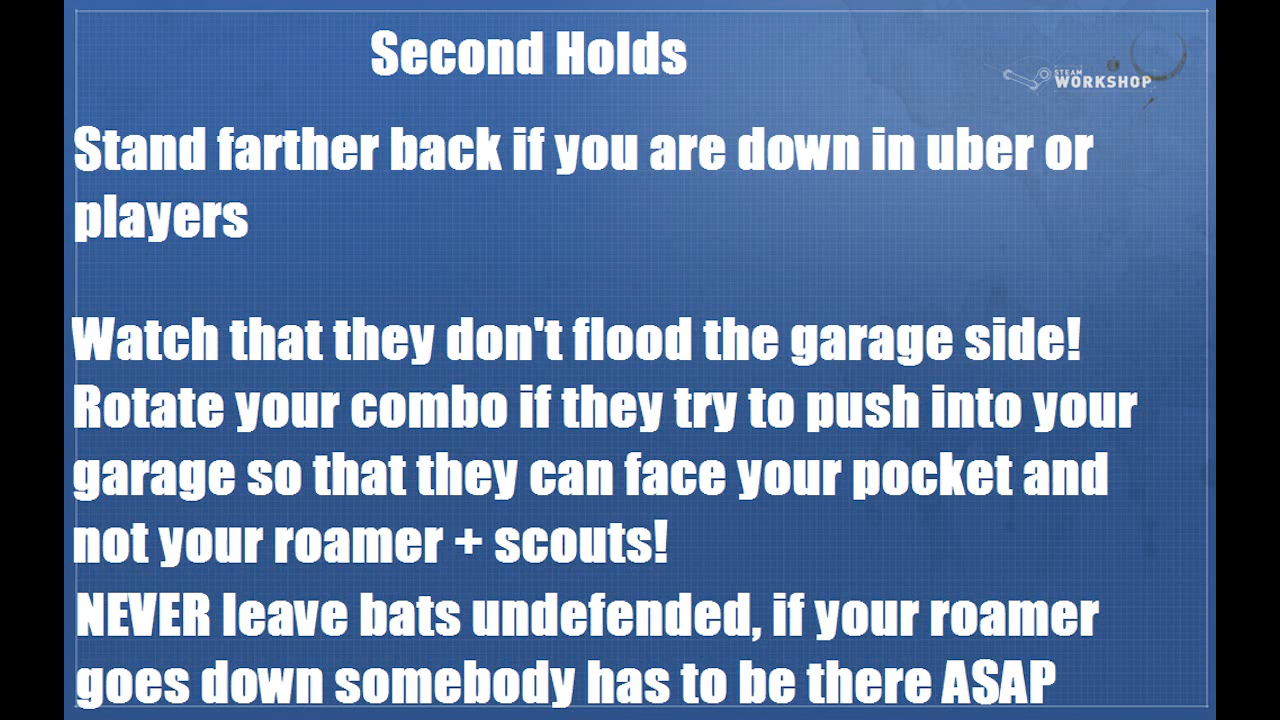 Second Holds
STEAM
WORKSHOP
Stand farther back if you are down in uber or
players
Watch that they don't flood the garage side!
Rotate your combo if they try to push into your
garage so that they can face your pocket and
not your roamer + scouts!
NEVER leave bats undefended, if your roamer
goes down somebody has to be there ASAP